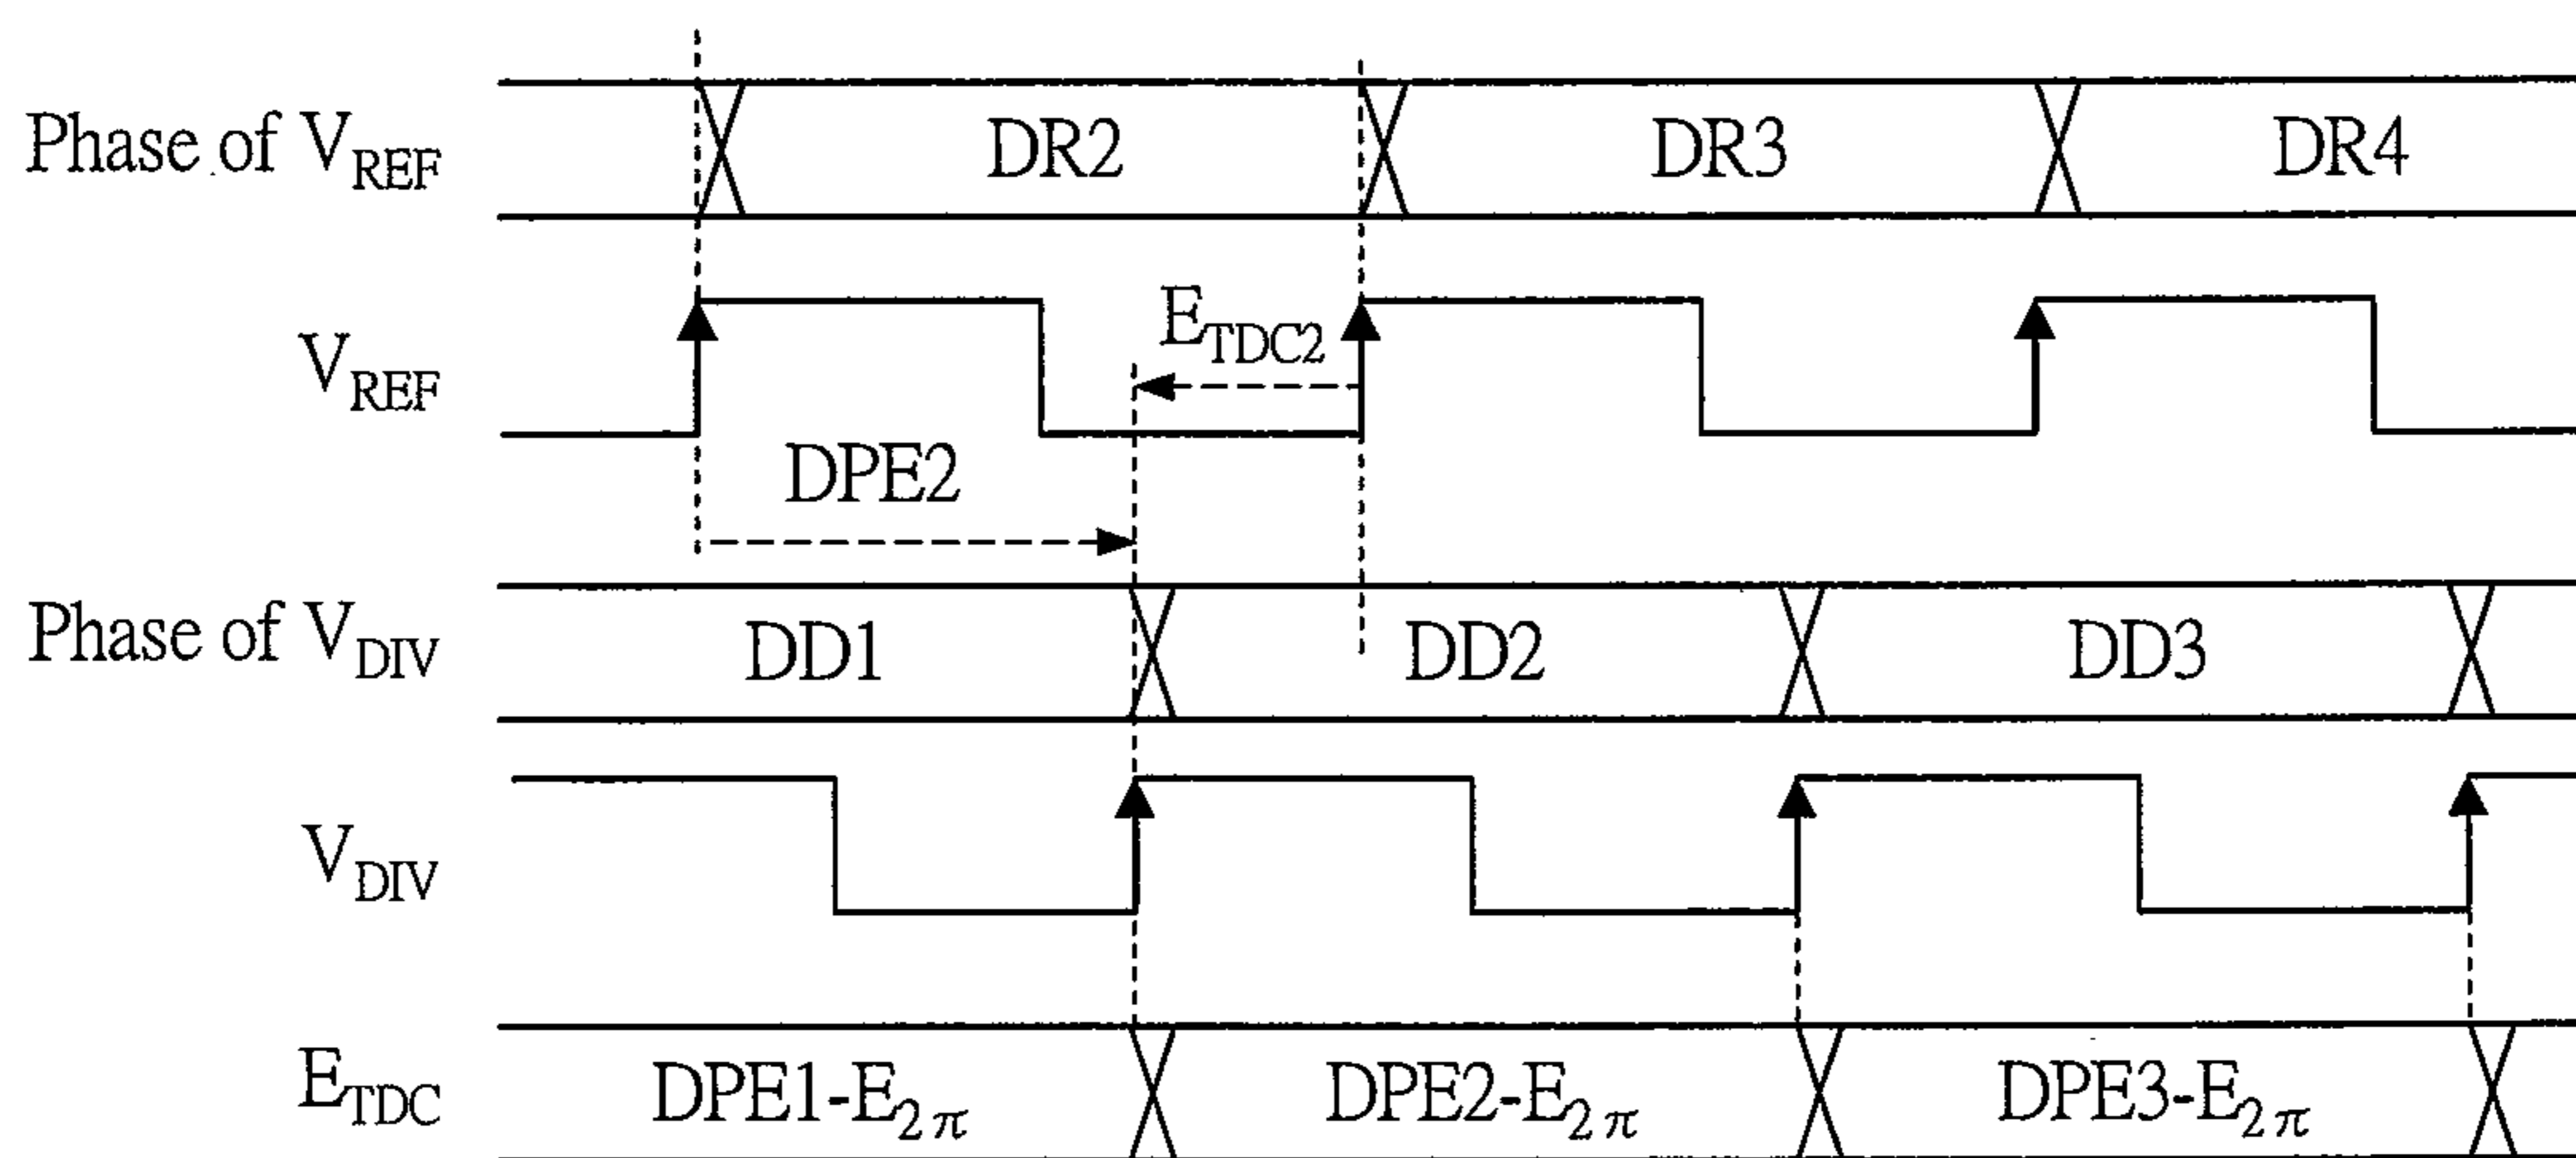 Phase of V_REF DR2 DR3 DR4
V_REF E_TDC2
DPE2
Phase of V_DIV DD1 DD2 DD3
V_DIV
E_TDC DPE1-E_2π DPE2-E_2π DPE3-E_2π